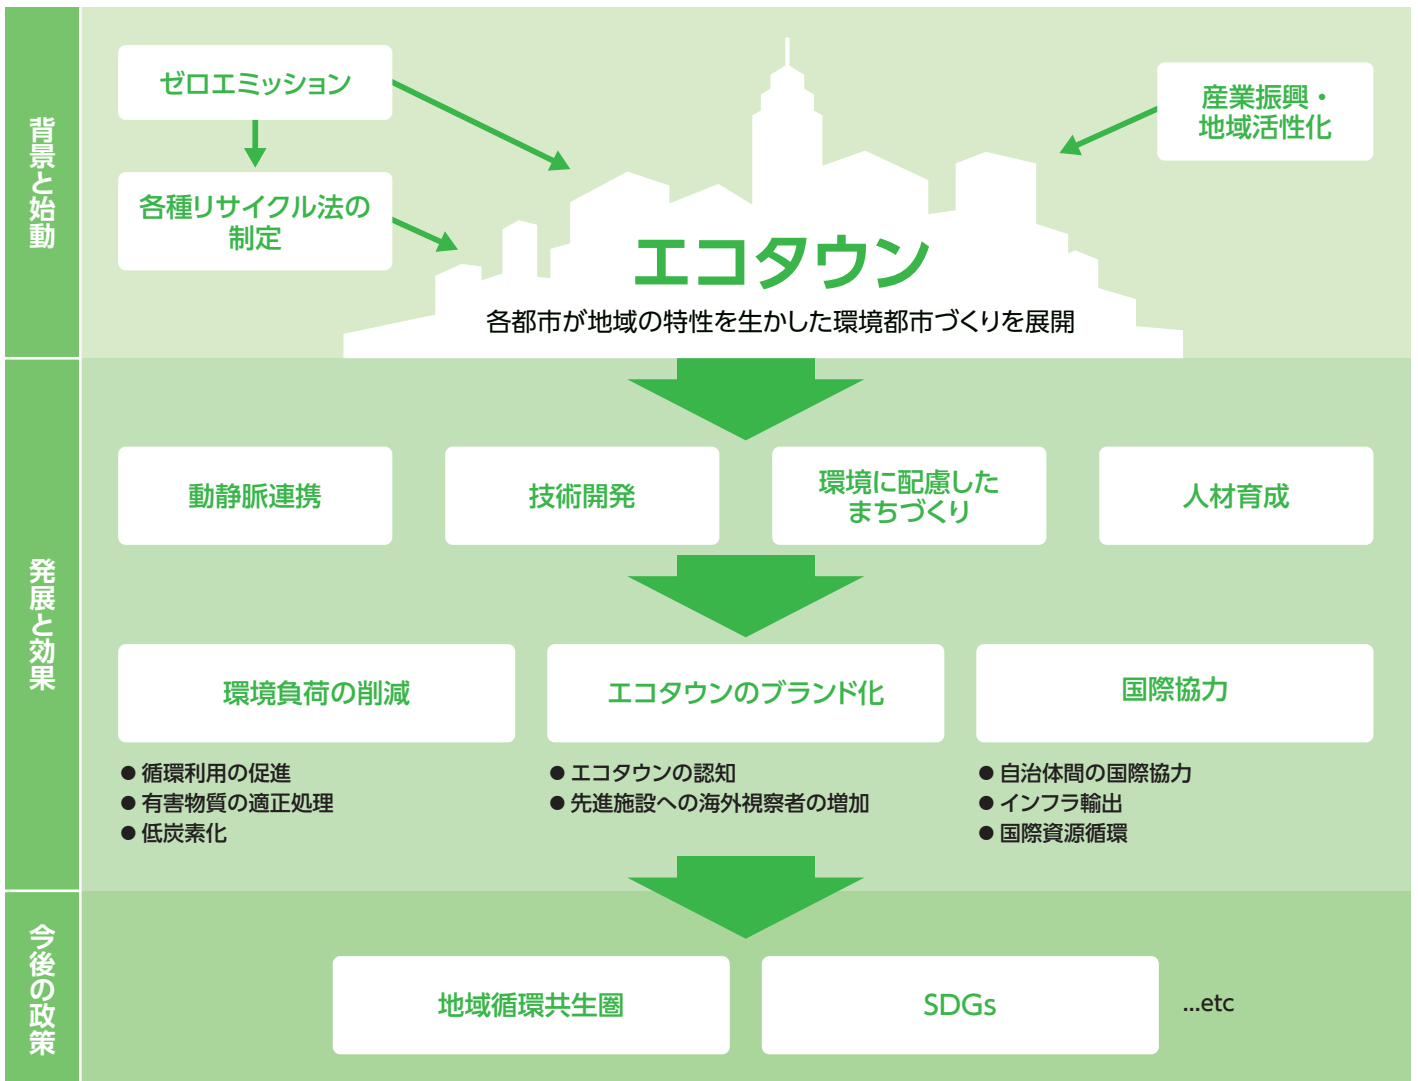 背景と始動
ゼロエミッション
産業振興・
地域活性化
各種リサイクル法の
制定
エコタウン
各都市が地域の特性を生かした環境都市づくりを展開
発展と効果
動静脈連携
技術開発
環境に配慮した
まちづくり
人材育成
環境負荷の削減
● 循環利用の促進
● 有害物質の適正処理
● 低炭素化
エコタウンのブランド化
● エコタウンの認知
● 先進施設への海外視察者の増加
国際協力
● 自治体間の国際協力
● インフラ輸出
● 国際資源循環
今後の政策
地域循環共生圏
SDGs
...etc